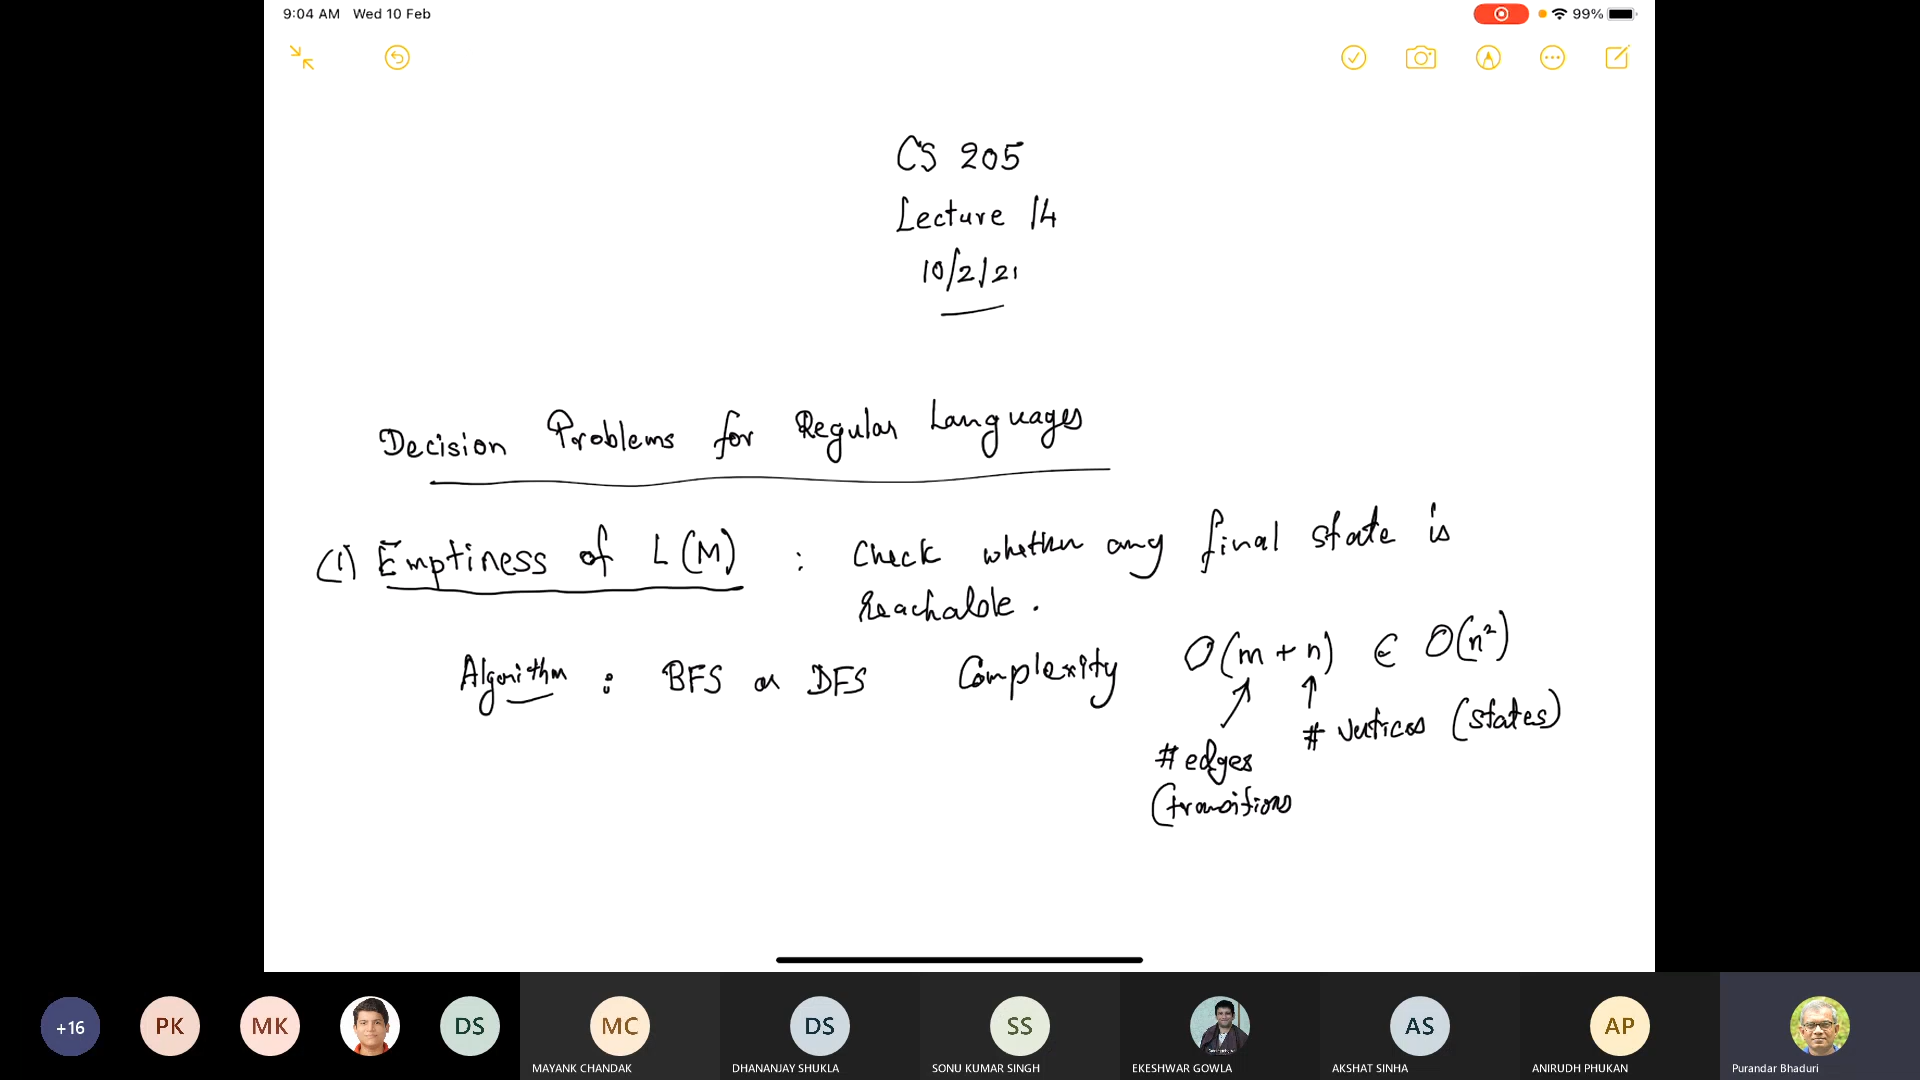 9:04 AM Wed 10 Feb
99%
CS 205
Lecture 14
10/2/21
Decision Problems for Regular Languages
(1) Emptiness of L(M) : Check whether any final state is
reachable.
Algorithm : BFS or DFS Complexity O(m + n) ∈ O(n²)
# vertices (states)
# edges
(transitions
+16 PK MK DS MC DS SS AS AP
MAYANK CHANDAK DHANANJAY SHUKLA SONU KUMAR SINGH EKESHWAR GOWLA AKSHAT SINHA ANIRUDH PHUKAN Purandar Bhaduri